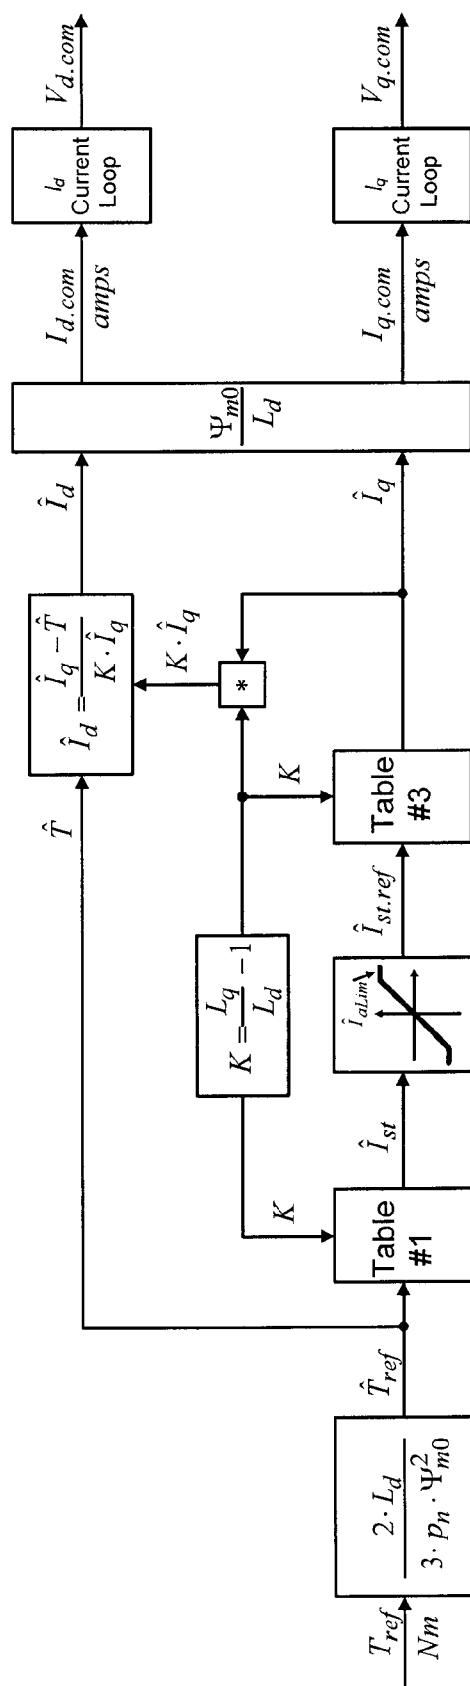 T_ref
Nm
2 · L_d
3 · p_n · Ψ_m0^2
T̂_ref
Table
#1
K
Î_st
Î_aLim
Î_st.ref
K = L_q / L_d − 1
Table
#3
K
*
K · Î_q
T̂
Î_d = (Î_q − T̂) / (K · Î_q)
Î_d
Î_q
Ψ_m0
L_d
I_d.com
amps
I_q.com
amps
I_d
Current
Loop
I_q
Current
Loop
V_d.com
V_q.com